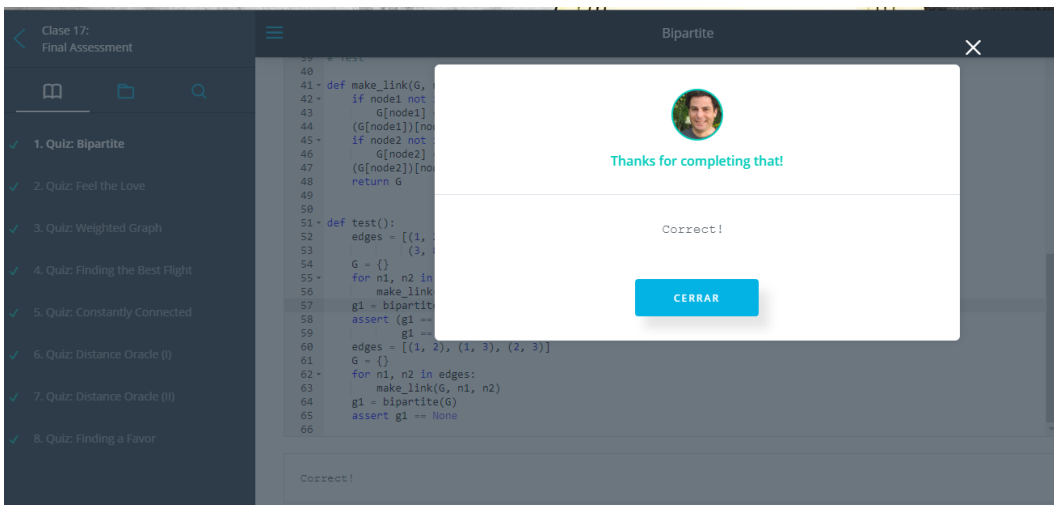 Clase 17:
Final Assessment
Bipartite
1. Quiz: Bipartite
2. Quiz: Feel the Love
3. Quiz: Weighted Graph
4. Quiz: Finding the Best Flight
5. Quiz: Constantly Connected
6. Quiz: Distance Oracle (I)
7. Quiz: Distance Oracle (II)
8. Quiz: Finding a Favor
39 # Test
40
41 def make_link(G,
42 if node1 not
43 G[node1]
44 (G[node1])[nod
45 if node2 not
46 G[node2]
47 (G[node2])[nod
48 return G
49
50
51 def test():
52 edges = [(1,
53 (3,
54 G = {}
55 for n1, n2 in
56 make_link
57 g1 = bipartite
58 assert (g1 ==
59 g1 ==
60 edges = [(1, 2), (1, 3), (2, 3)]
61 G = {}
62 for n1, n2 in edges:
63 make_link(G, n1, n2)
64 g1 = bipartite(G)
65 assert g1 == None
66
Thanks for completing that!
Correct!
CERRAR
Correct!